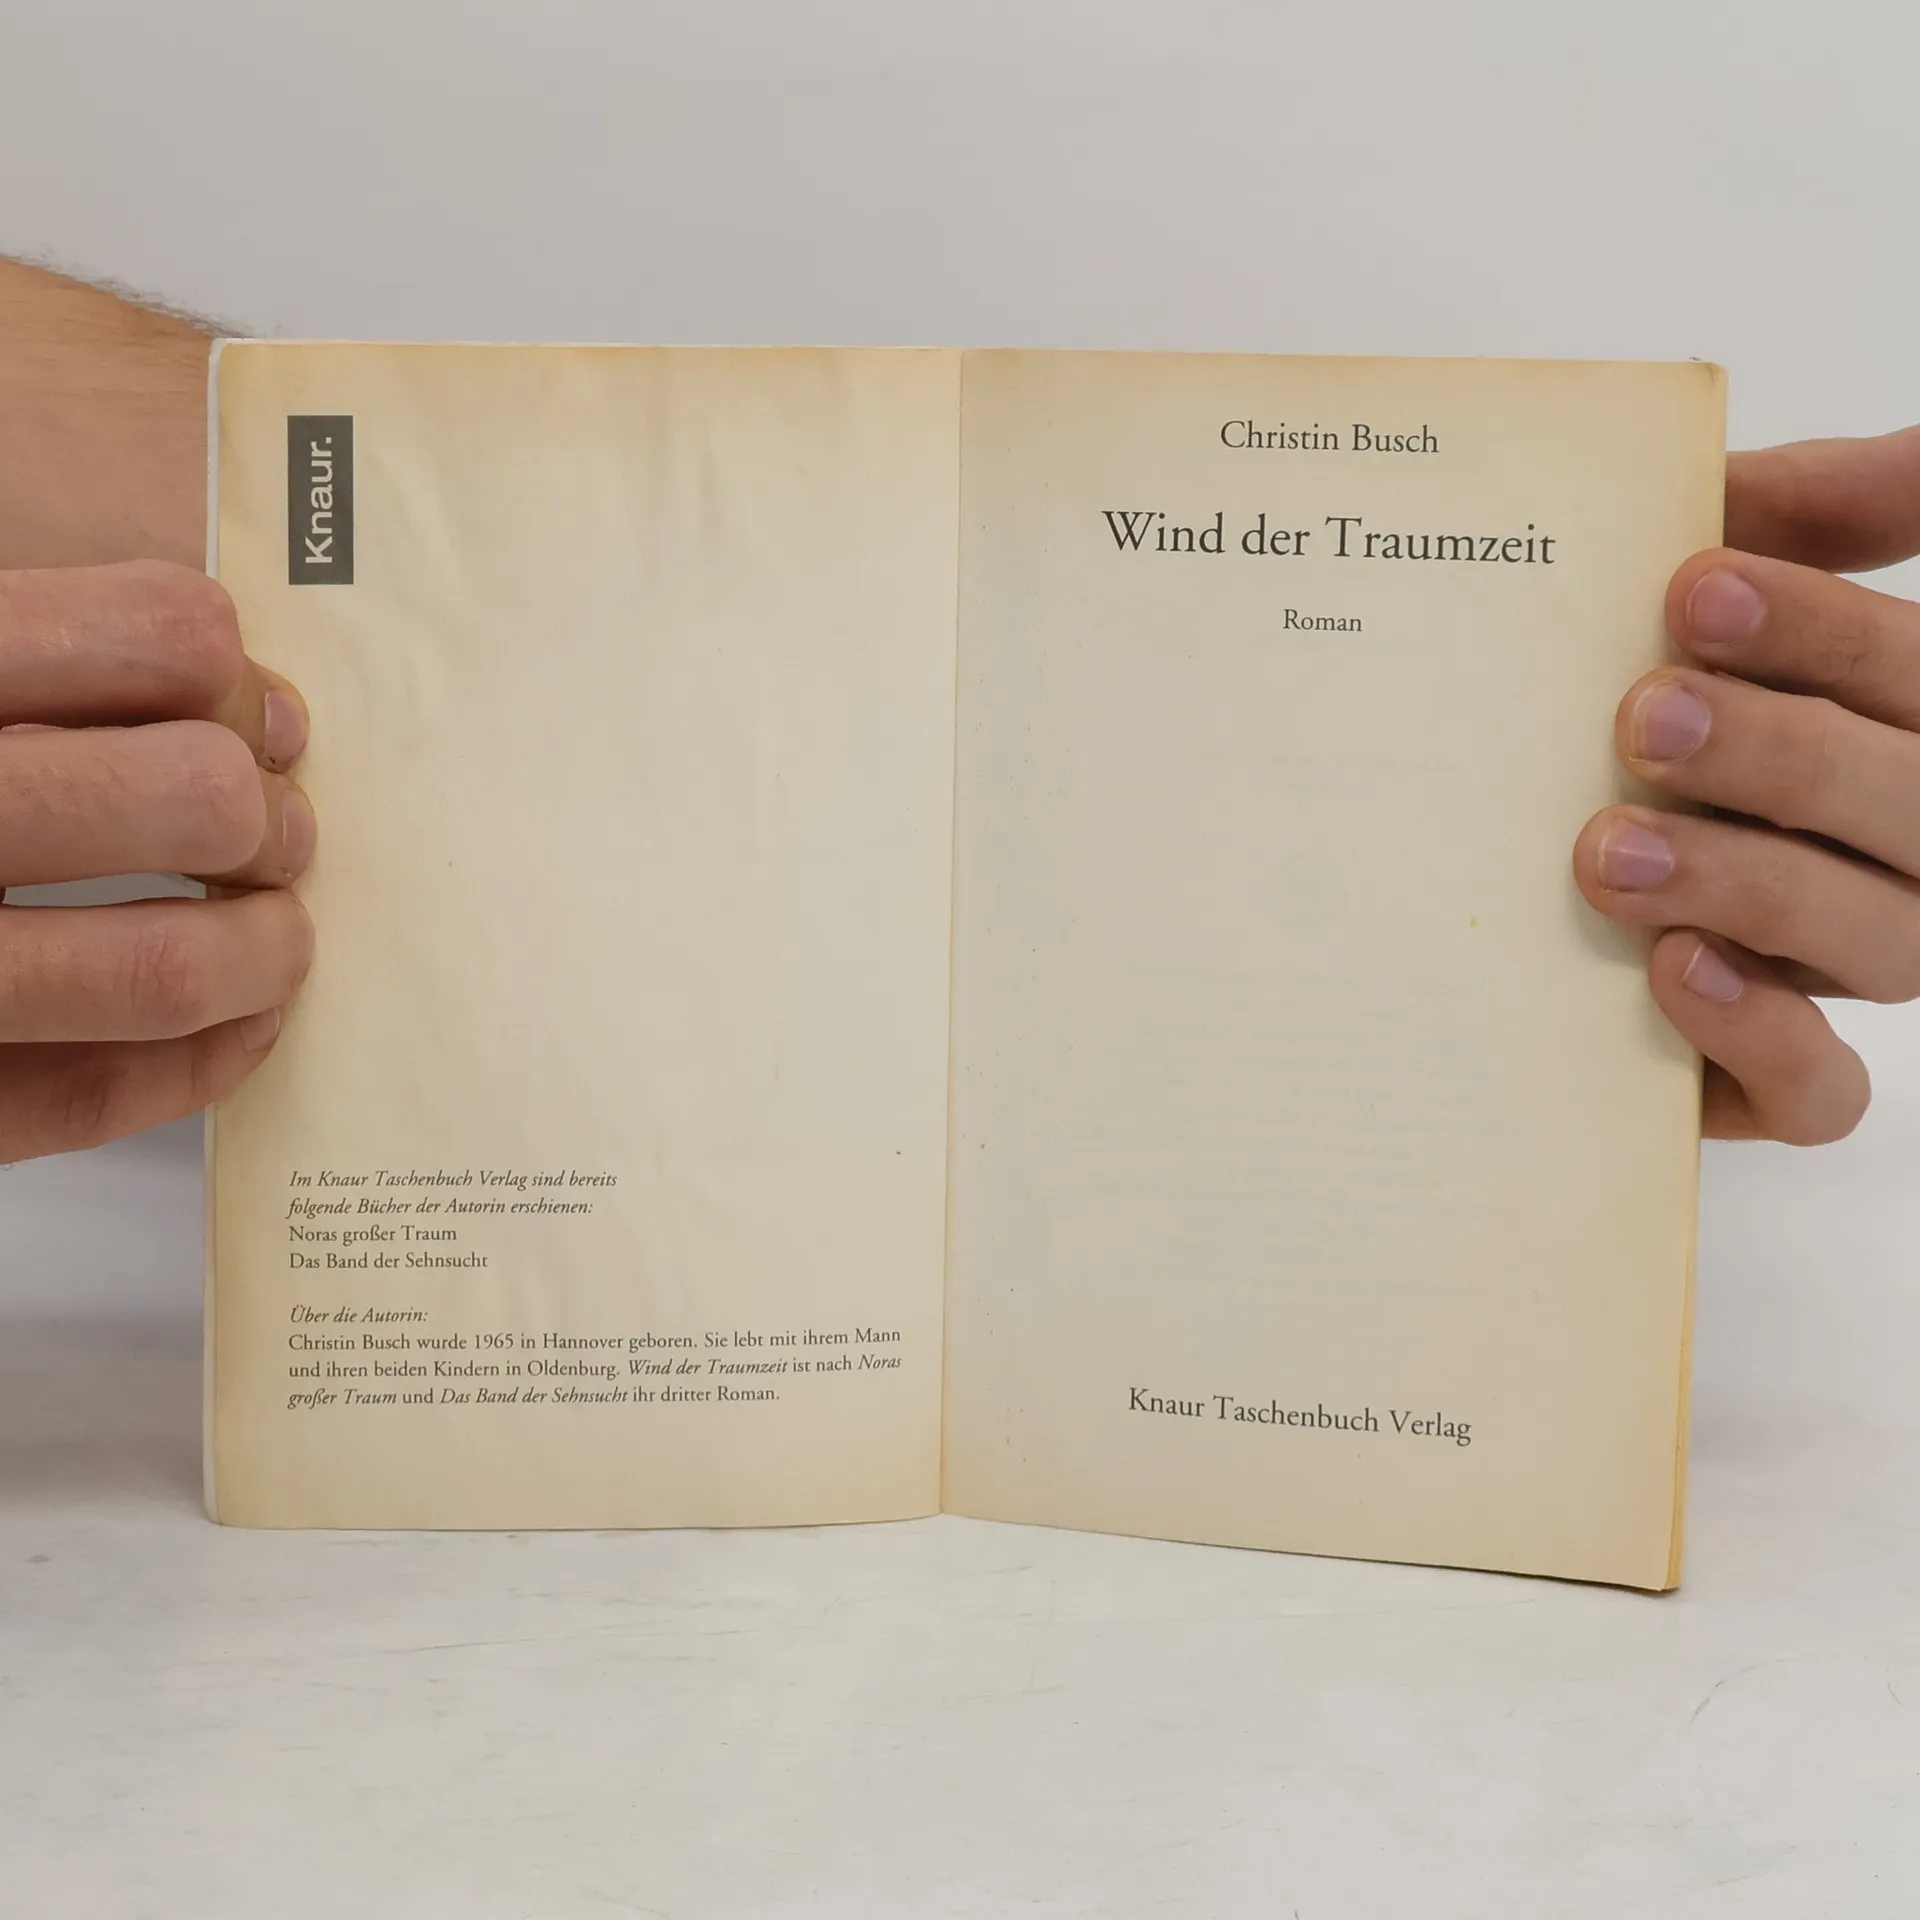 Knaur.
Im Knaur Taschenbuch Verlag sind bereits
folgende Bücher der Autorin erschienen:
Noras großer Traum
Das Band der Sehnsucht
Über die Autorin:
Christin Busch wurde 1965 in Hannover geboren. Sie lebt mit ihrem Mann
und ihren beiden Kindern in Oldenburg. Wind der Traumzeit ist nach Noras
großer Traum und Das Band der Sehnsucht ihr dritter Roman.
Christin Busch
Wind der Traumzeit
Roman
Knaur Taschenbuch Verlag